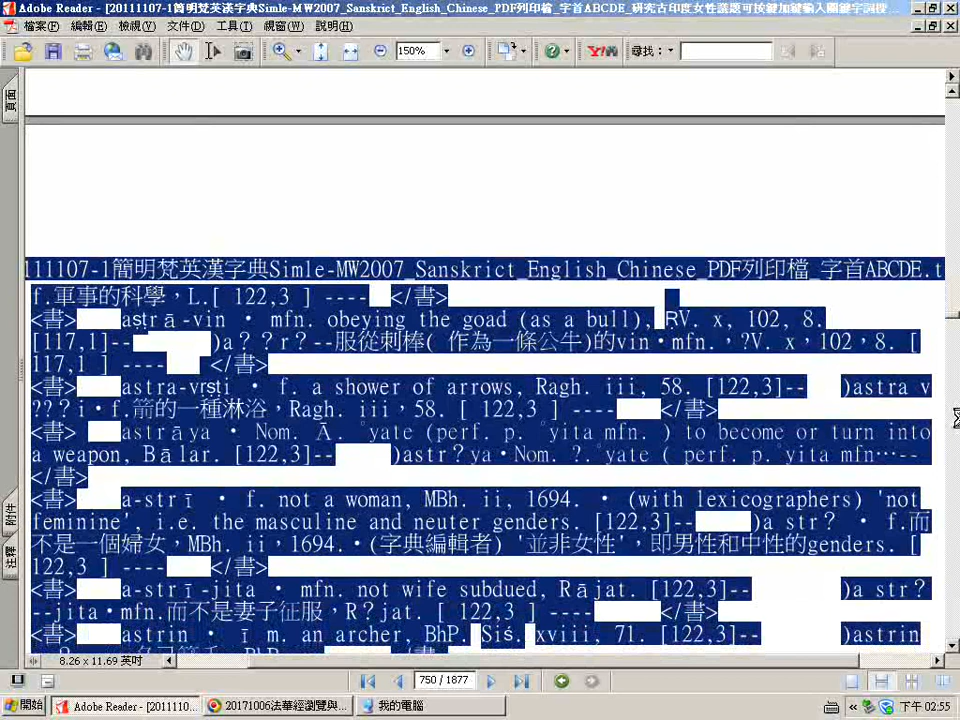 Adobe Reader - [20111107-1簡明梵英漢字典Simle-MW2007_Sanskrict_English_Chinese_PDF列印檔_字首ABCDE_研究古印度女性議題可按鍵加鍵輸入關鍵字詞搜...
檔案(F) 編輯(E) 檢視(V) 文件(D) 工具(T) 視窗(W) 說明(H)
150% 尋找:
頁面
111107-1簡明梵英漢字典Simle-MW2007_Sanskrict_English_Chinese_PDF列印檔_字首ABCDE.t
f.軍事的科學，L.[ 122,3 ] ---- </書>
<書> aṣtrā-vin • mfn. obeying the goad (as a bull), ṚV. x, 102, 8.
[117,1]-- )a？？r？--服從刺棒( 作為一條公牛)的vin•mfn.，?V. x，102，8. [
117,1 ] ---- </書>
<書> astra-vṛṣti • f. a shower of arrows, Ragh. iii, 58. [122,3]-- )astra v
???i•f.箭的一種淋浴，Ragh. iii，58. [ 122,3 ] ---- </書>
<書> astrāya • Nom. Ā. °yate (perf. p. °yita mfn. ) to become or turn into
a weapon, Bālar. [122,3]-- )astr？ya•Nom. ?. °yate ( perf. p.°yita mfn…--
</書>
<書> a-strī • f. not a woman, MBh. ii, 1694. • (with lexicographers) 'not
feminine', i.e. the masculine and neuter genders. [122,3]-- )a str？ • f.而
不是一個婦女，MBh. ii，1694.•(字典編輯者) '並非女性'，即男性和中性的genders. [
122,3 ] ---- </書>
<書> a-strī-jita • mfn. not wife subdued, Rājat. [122,3]-- )a str？
--jita•mfn.而不是妻子征服，R？jat. [ 122,3 ] ---- </書>
<書> astrin • ī m. an archer, BhP. Siś. xviii, 71. [122,3]-- )astrin
附件
注釋
8.26 x 11.69 英吋
750 / 1877
開始 Adobe Reader - [2011110... 20171006法華經瀏覽與... 我的電腦 下午 02:55